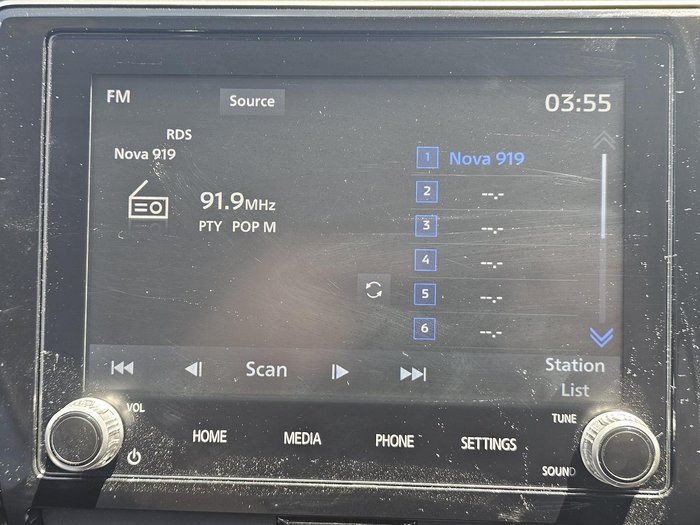 FM
Source
03:55
RDS
Nova 919
91.9MHz
PTY POP M
1 Nova 919
2 --.-
3 --.-
4 --.-
5 --.-
6 --.-
Scan
Station
List
VOL
HOME
MEDIA
PHONE
SETTINGS
TUNE
SOUND